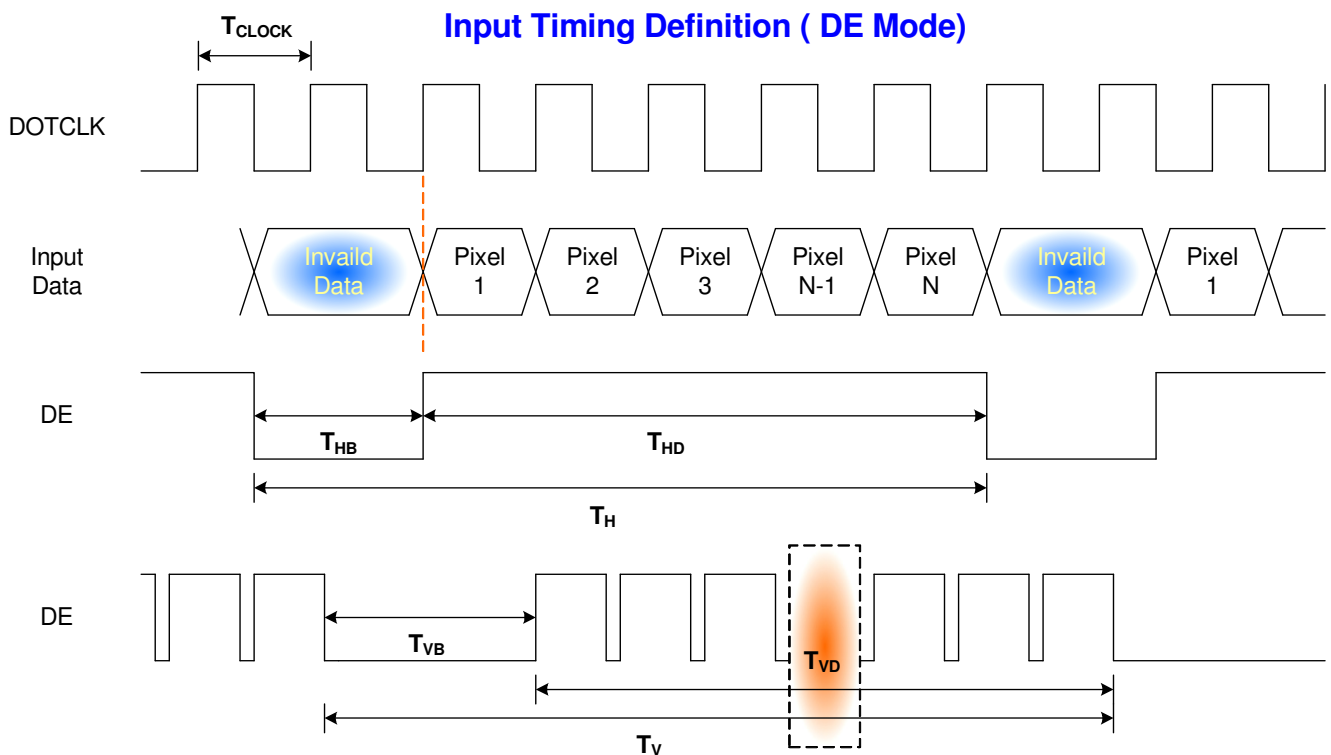 Input Timing Definition ( DE Mode)
TCLOCK
DOTCLK
Input
Data
Invaild
Data
Pixel
1
Pixel
2
Pixel
3
Pixel
N-1
Pixel
N
Invaild
Data
Pixel
1
DE
THB
THD
TH
DE
TVB
TVD
TV